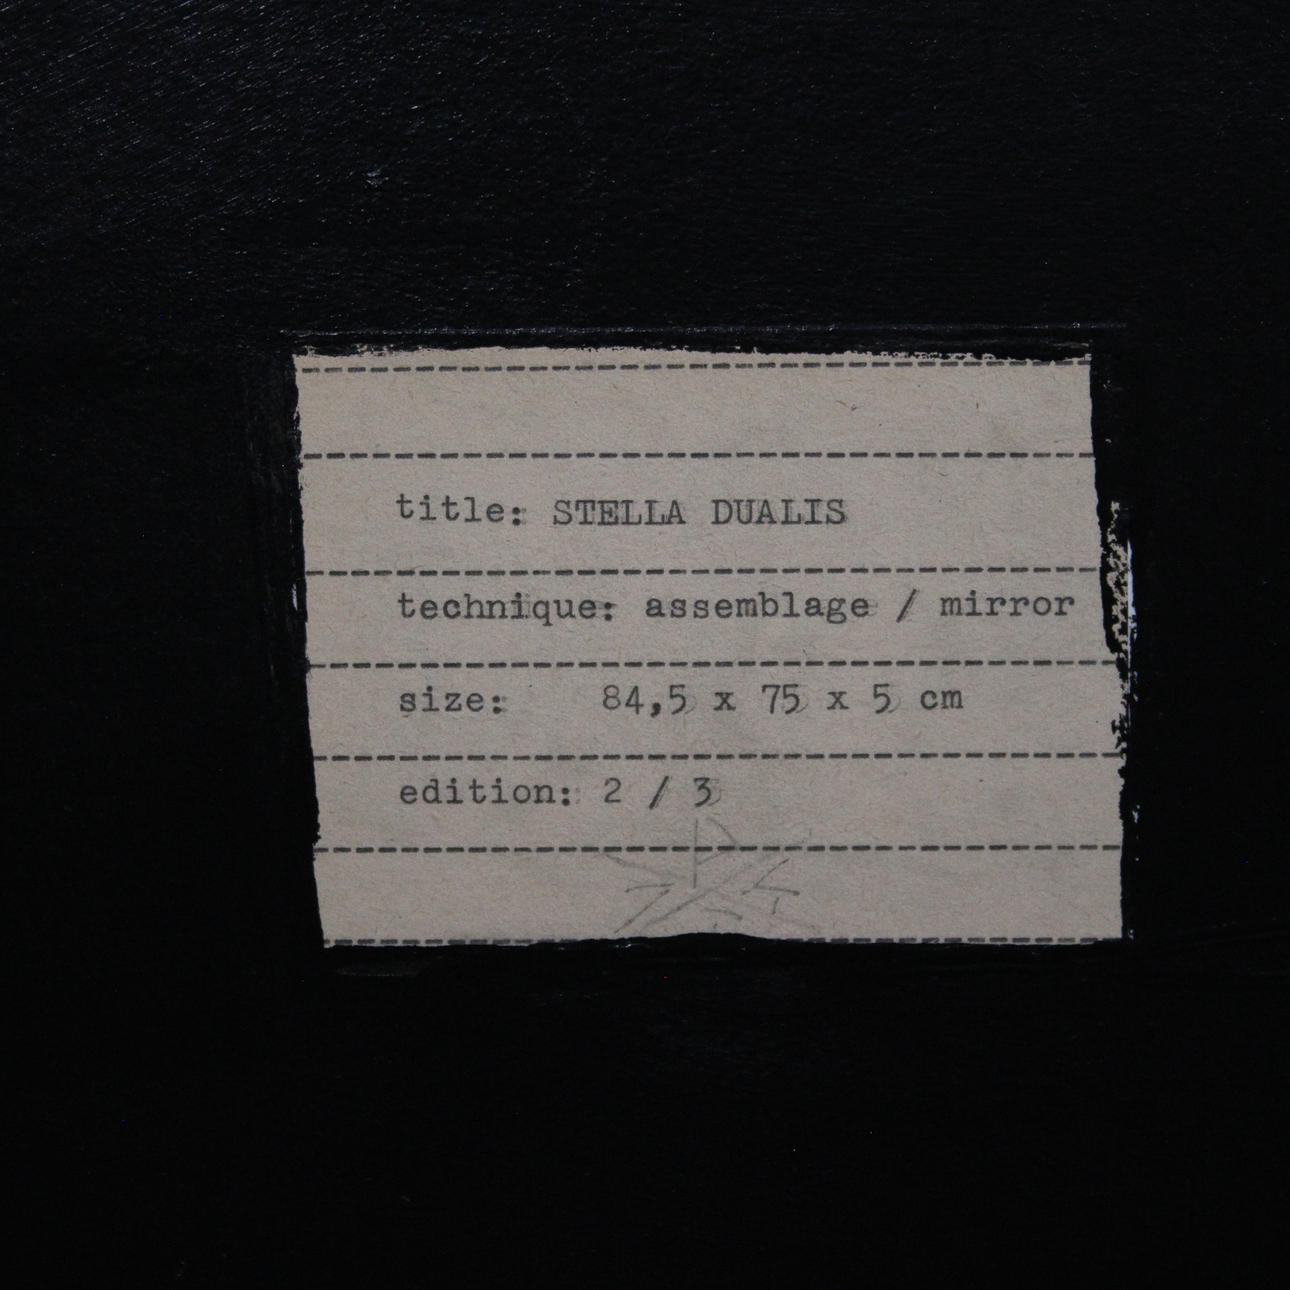 title: STELLA DUALIS
technique: assemblage / mirror
size: 84,5 x 75 x 5 cm
edition: 2 / 3